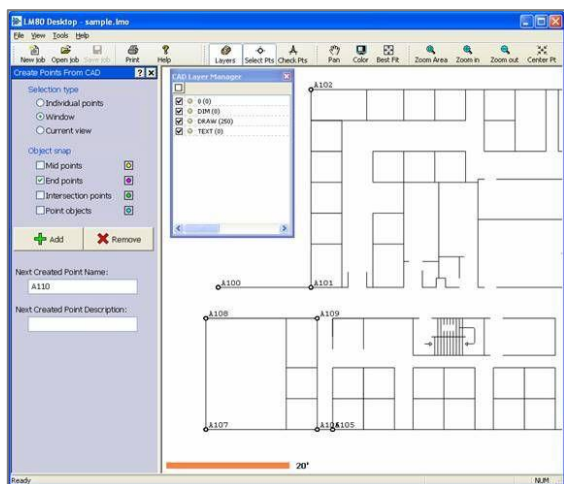 LM80 Desktop - sample.lmo
File View Tools Help
New job Open job Save job Print Help Layers Select Pts Check Pts Pan Color Best Fit Zoom Area Zoom in Zoom out Center Pt
Create Points From CAD
Selection type
Individual points
Window
Current view
Object snap
Mid points
End points
Intersection points
Point objects
Add Remove
Next Created Point Name:
A110
Next Created Point Description:
CAD Layer Manager
0 (0)
DIM (0)
DRAW (250)
TEXT (0)
A102
A100
A101
A108
A109
A107
A105
20'
Ready
NUM